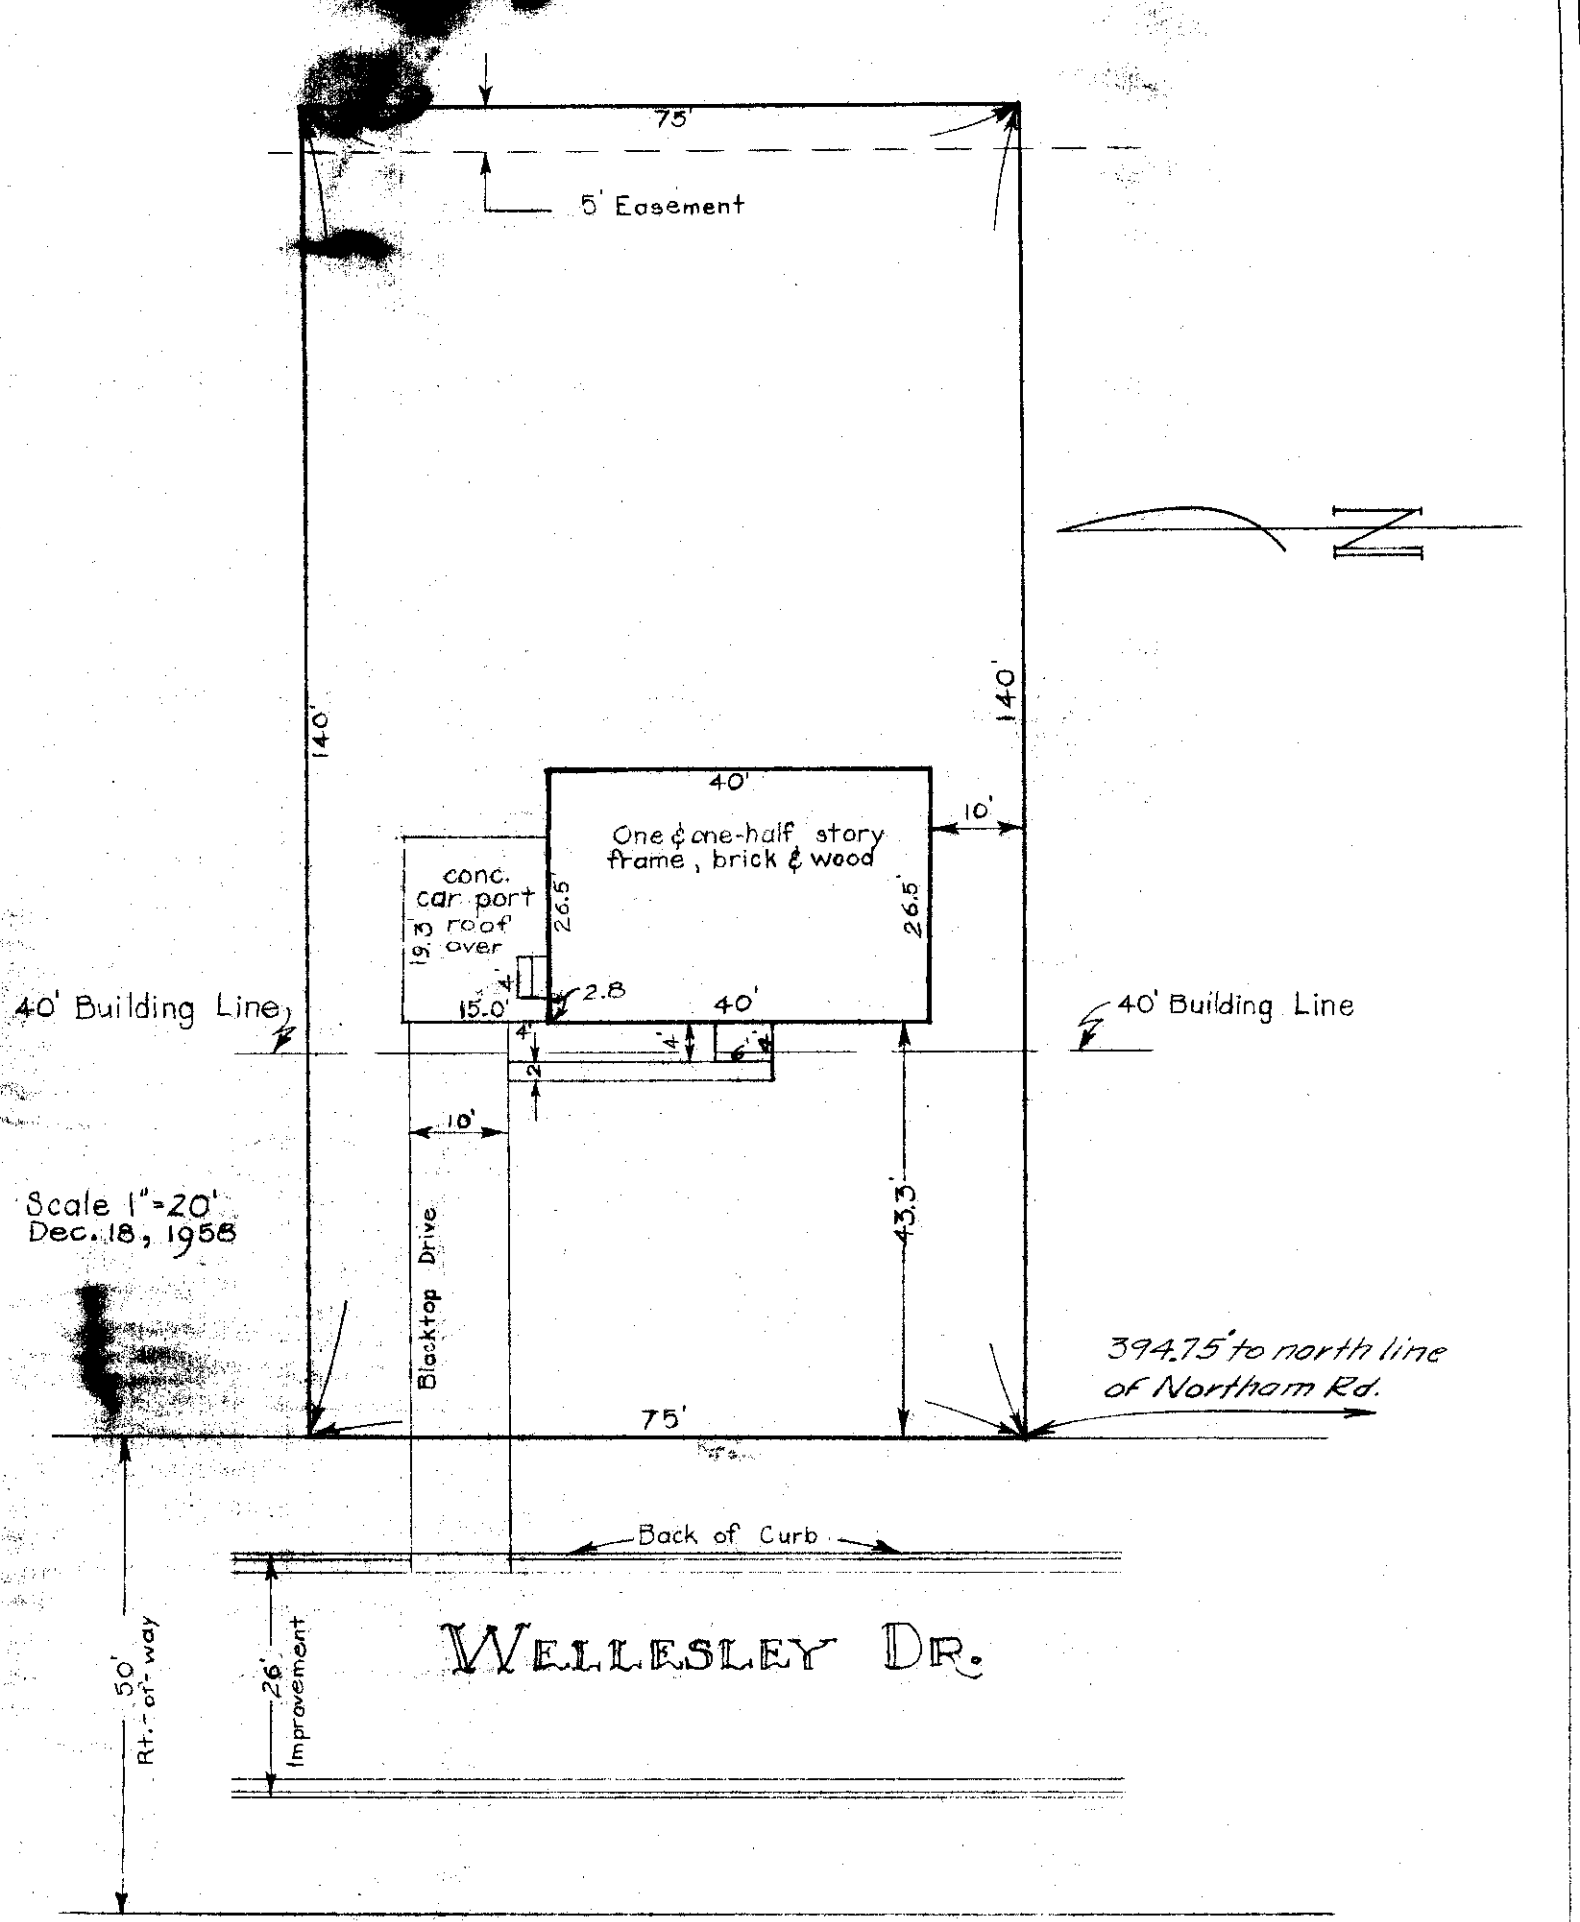 75'
5' Easement
140'
140'
40'
10'
One & one-half story
frame, brick & wood
conc.
car port
roof
over
19.3
26.5'
26.5'
4'
2.8
15.0'
40'
40' Building Line
40' Building Line
4'
4'
6'
4'
2'
10'
Scale 1"=20'
Dec. 18, 1958
Blacktop Drive
43.3'
394.75' to north line
of Northam Rd.
75'
Back of Curb
50'
Rt.-of-way
26'
Improvement
WELLESLEY DR.
N